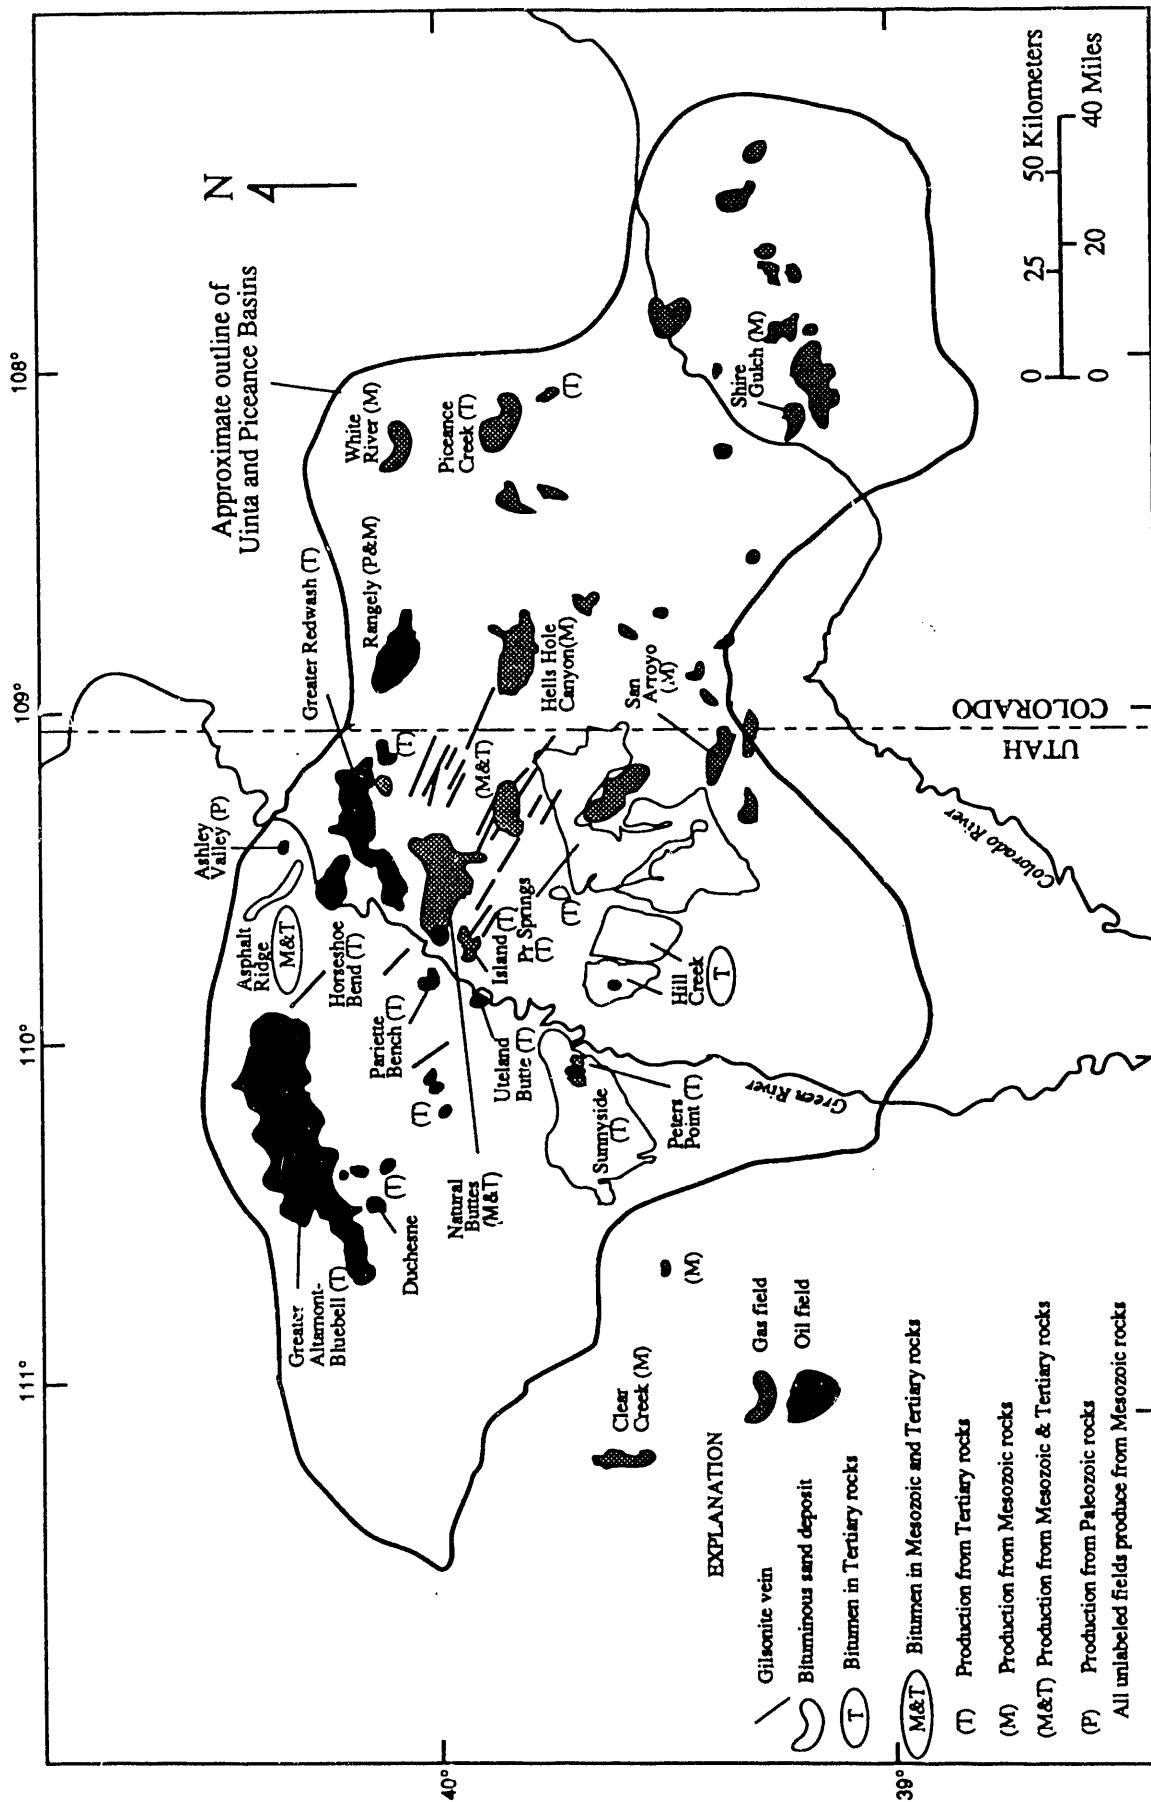 111°
110°
109°
108°
40°
39°
N
Approximate outline of
Uinta and Piceance Basins
Greater
Altamont-
Bluebell (T)
Duchesne
(T)
(T)
Asphalt
Ridge
M&T
Ashley
Valley (P)
Horseshoe
Bend (T)
Pariette
Bench (T)
Greater Redwash (T)
(T)
Rangely (P&M)
White
River (M)
Piceance
Creek (T)
(T)
Natural
Buttes
(M&T)
Uteland
Butte (T)
Island (T)
Pr Springs
(T)
(T)
(M&T)
Hells Hole
Canyon(M)
San
Arroyo
(M)
Shire
Gulch (M)
Sunnyside
(T)
Peters
Point (T)
Hill
Creek
T
Green River
Colorado River
UTAH
COLORADO
(M)
Clear
Creek (M)
0 25 50 Kilometers
0 20 40 Miles
EXPLANATION
Gilsonite vein
Gas field
Bituminous sand deposit
Oil field
T Bitumen in Tertiary rocks
M&T Bitumen in Mesozoic and Tertiary rocks
(T) Production from Tertiary rocks
(M) Production from Mesozoic rocks
(M&T) Production from Mesozoic & Tertiary rocks
(P) Production from Paleozoic rocks
All unlabeled fields produce from Mesozoic rocks